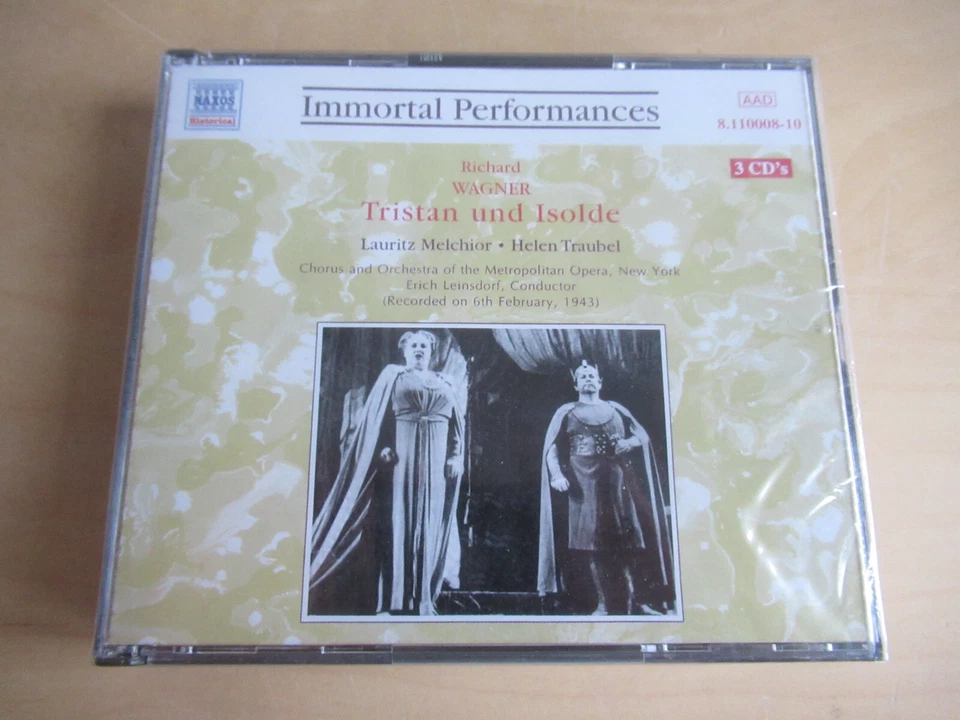 NAXOS
Historical
Immortal Performances
AAD
8.110008-10
3 CD's
Richard
WAGNER
Tristan und Isolde
Lauritz Melchior • Helen Traubel
Chorus and Orchestra of the Metropolitan Opera, New York
Erich Leinsdorf, Conductor
(Recorded on 6th February, 1943)